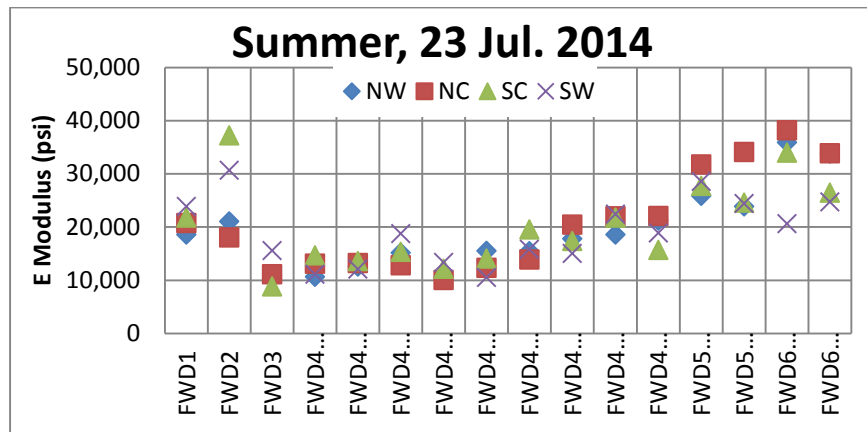 Summer, 23 Jul. 2014
E Modulus (psi)
50,000
40,000
30,000
20,000
10,000
0
NW NC SC SW
FWD1
FWD2
FWD3
FWD4...
FWD4...
FWD4...
FWD4...
FWD4...
FWD4...
FWD4...
FWD4...
FWD4...
FWD5...
FWD5...
FWD6...
FWD6...